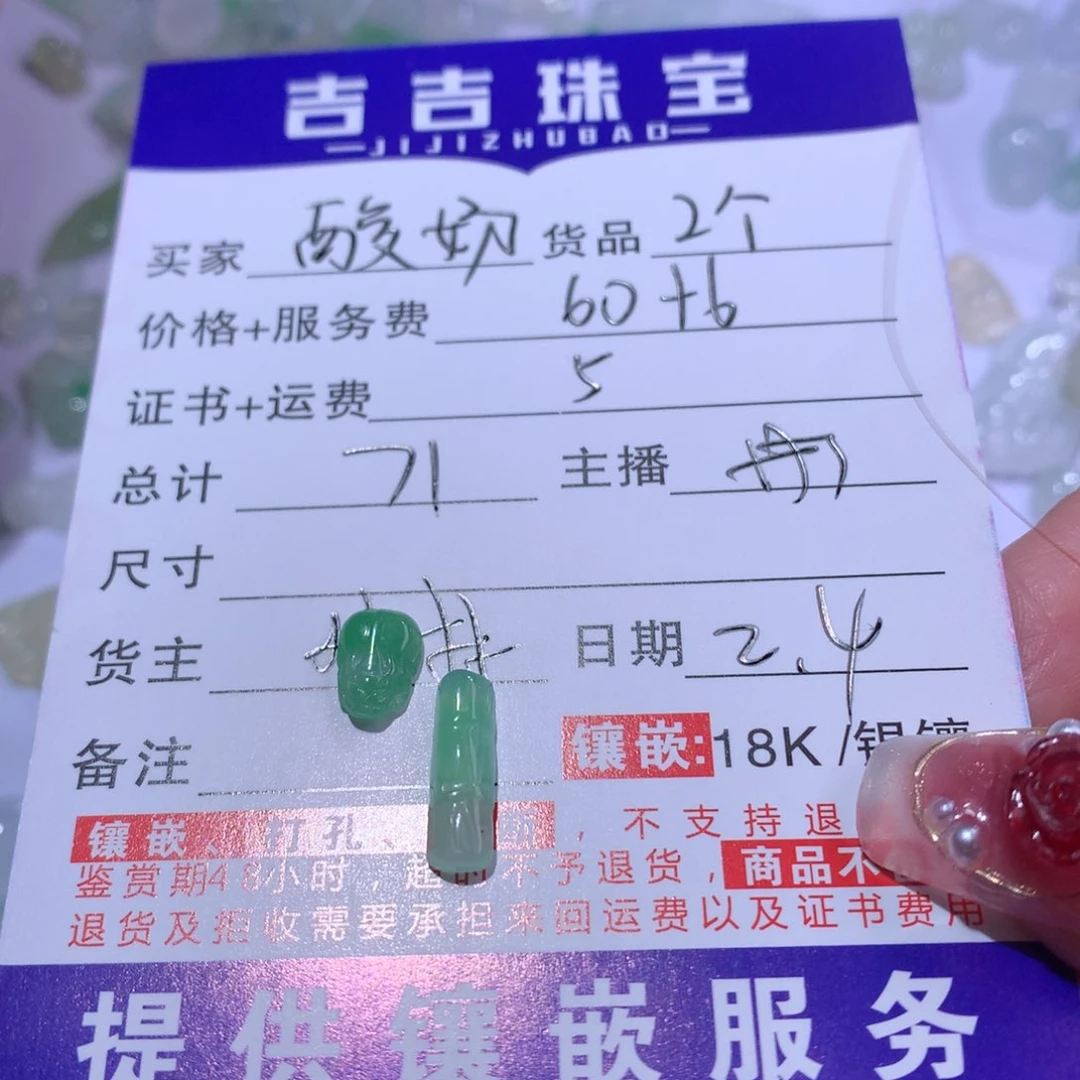 吉吉珠宝
JIJIZHUBAO
买家 酸奶 货品 2个
价格+服务费 60+6
证书+运费 5
总计 71 主播
尺寸
货主 日期 2.4
备注 镶嵌:18K/银镶
镶嵌、打孔、 断，不支持退
鉴赏期48小时，超时不予退货，商品不
退货及拒收需要承担来回运费以及证书费用
提供镶嵌服务